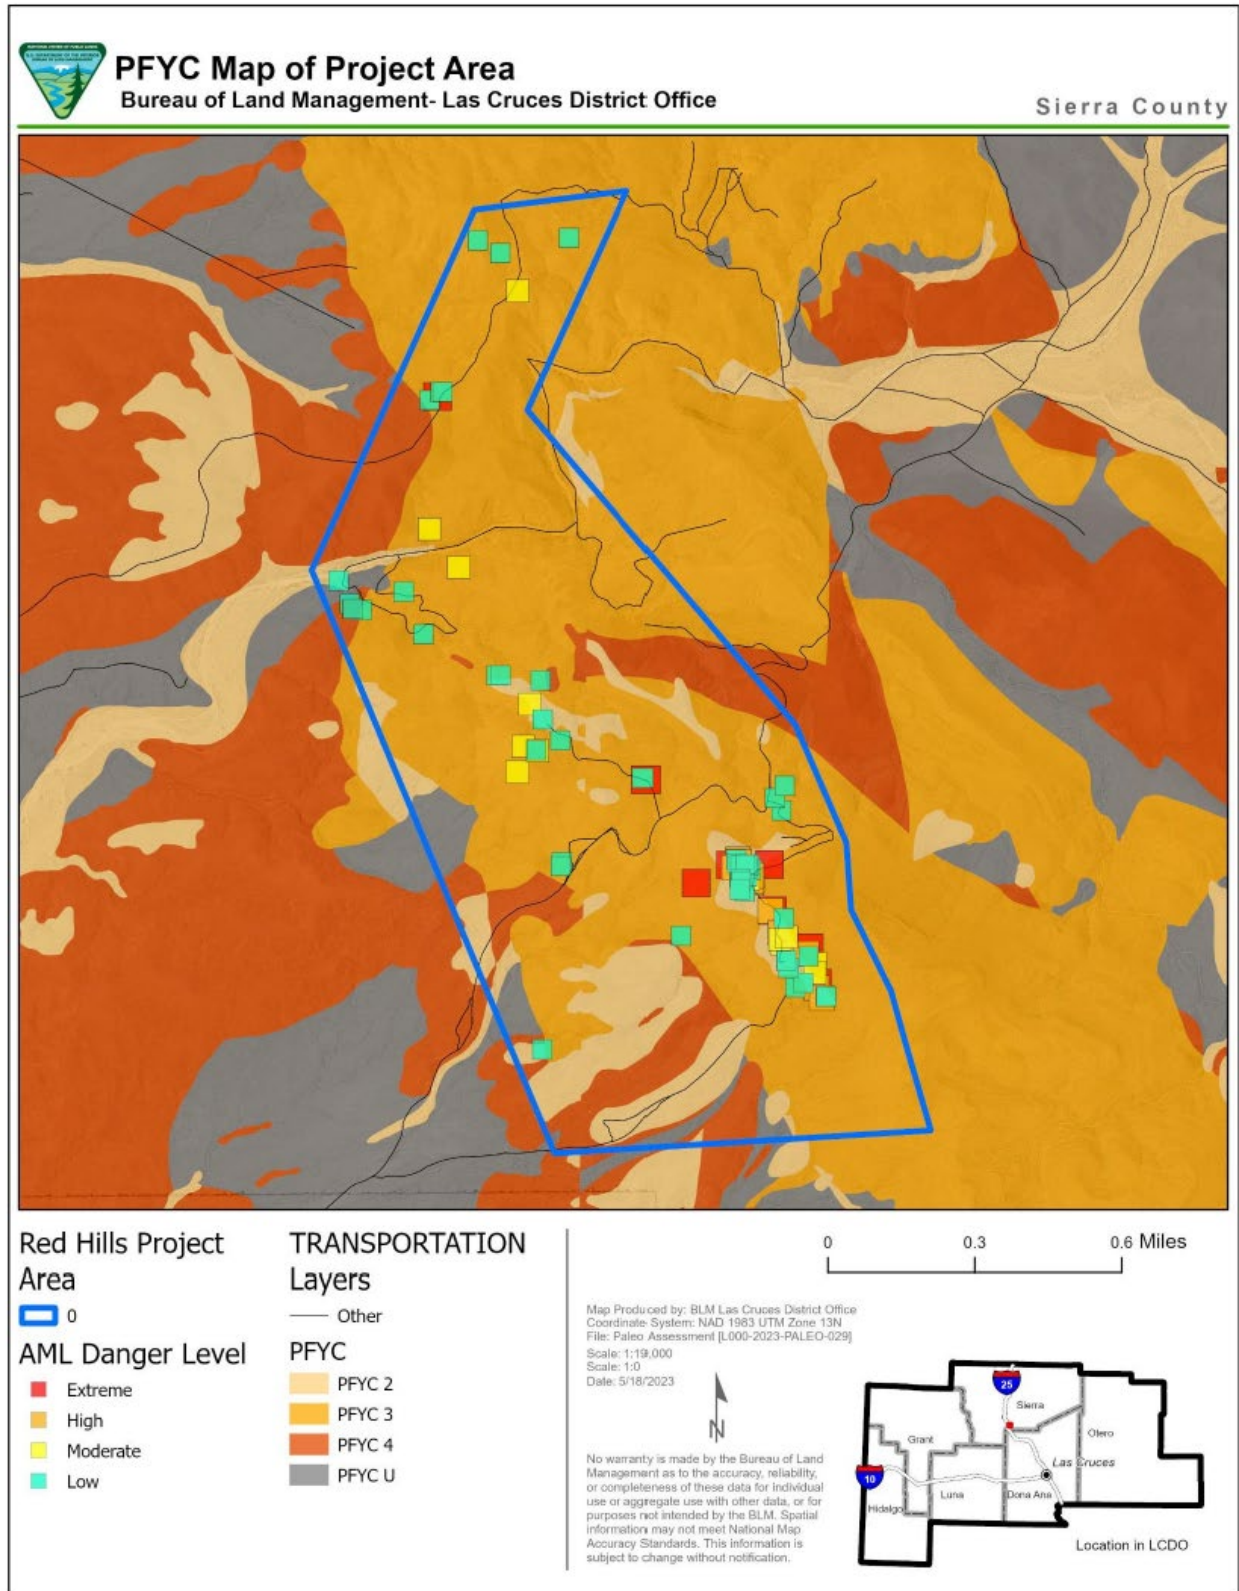 PFYC Map of Project Area
Bureau of Land Management- Las Cruces District Office
Sierra County
Red Hills Project
Area
0
AML Danger Level
Extreme
High
Moderate
Low
TRANSPORTATION
Layers
Other
PFYC
PFYC 2
PFYC 3
PFYC 4
PFYC U
0 0.3 0.6 Miles
Map Produced by: BLM Las Cruces District Office
Coordinate System: NAD 1983 UTM Zone 13N
File: Paleo Assessment [L000-2023-PALEO-029]
Scale: 1:19,000
Scale: 1:0
Date: 5/18/2023
N
No warranty is made by the Bureau of Land
Management as to the accuracy, reliability,
or completeness of these data for individual
use or aggregate use with other data, or for
purposes not intended by the BLM. Spatial
information may not meet National Map
Accuracy Standards. This information is
subject to change without notification.
25
Sierra
Grant
Otero
Las Cruces
10
Luna
Dona Ana
Hidalgo
Location in LCDO